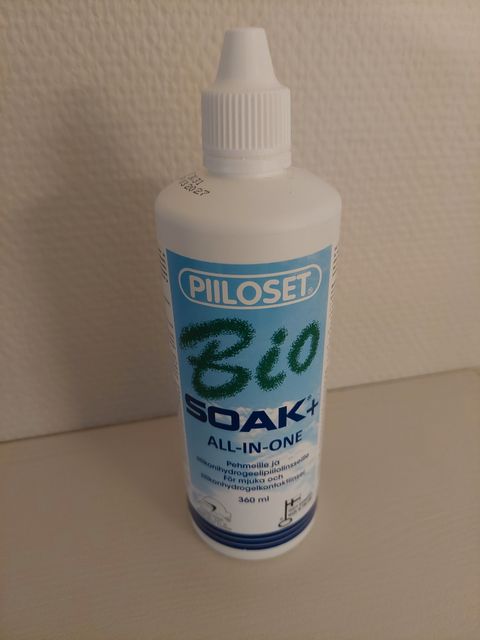 PIILOSET
Bio
SOAK+
ALL-IN-ONE
Pehmeille ja
silikonihydrogeelipiilolinsseille
För mjuka och
silikonhydrogelkontaktlinser
360 ml